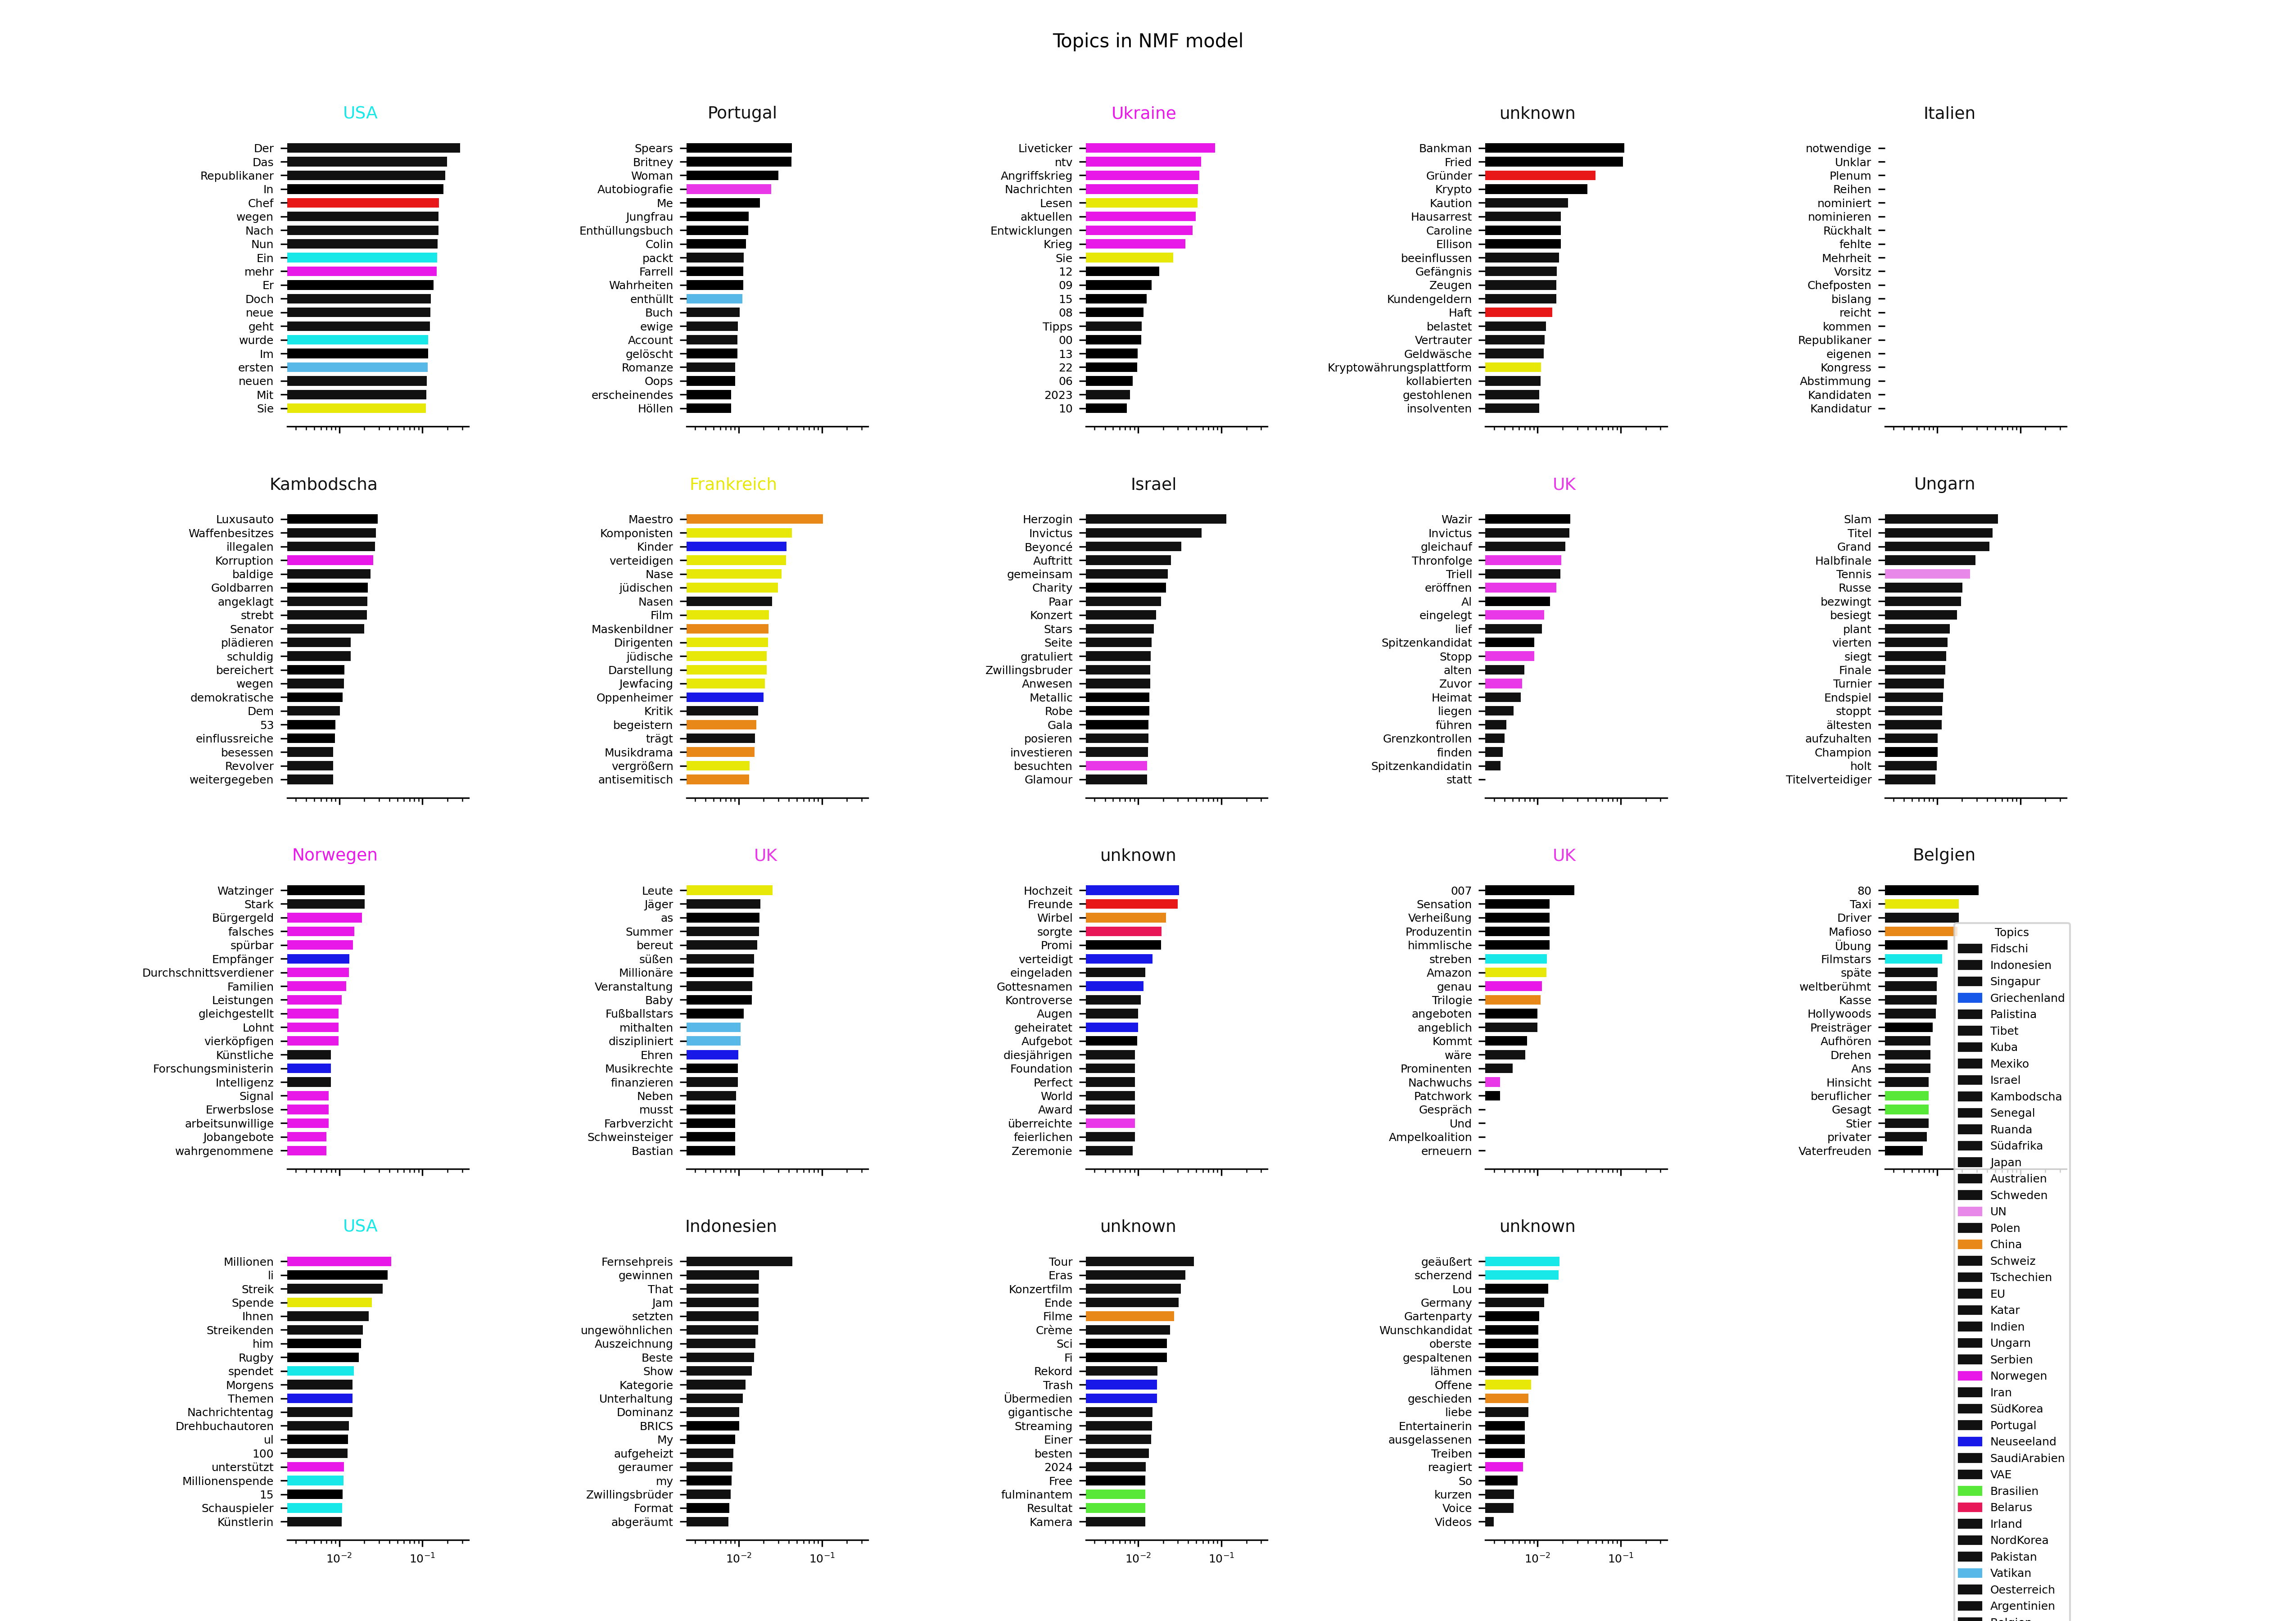 Topics in NMF model
USA
Der
Das
Republikaner
In
Chef
wegen
Nach
Nun
Ein
mehr
Er
Doch
neue
geht
wurde
Im
ersten
neuen
Mit
Sie
Portugal
Spears
Britney
Woman
Autobiografie
Me
Jungfrau
Enthüllungsbuch
Colin
packt
Farrell
Wahrheiten
enthüllt
Buch
ewige
Account
gelöscht
Romanze
Oops
erscheinendes
Höllen
Ukraine
Liveticker
ntv
Angriffskrieg
Nachrichten
Lesen
aktuellen
Entwicklungen
Krieg
Sie
12
09
15
08
Tipps
00
13
22
06
2023
10
unknown
Bankman
Fried
Gründer
Krypto
Kaution
Hausarrest
Caroline
Ellison
beeinflussen
Gefängnis
Zeugen
Kundengeldern
Haft
belastet
Vertrauter
Geldwäsche
Kryptowährungsplattform
kollabierten
gestohlenen
insolventen
Italien
notwendige
Unklar
Plenum
Reihen
nominiert
nominieren
Rückhalt
fehlte
Mehrheit
Vorsitz
Chefposten
bislang
reicht
kommen
Republikaner
eigenen
Kongress
Abstimmung
Kandidaten
Kandidatur
Kambodscha
Luxusauto
Waffenbesitzes
illegalen
Korruption
baldige
Goldbarren
angeklagt
strebt
Senator
plädieren
schuldig
bereichert
wegen
demokratische
Dem
53
einflussreiche
besessen
Revolver
weitergegeben
Frankreich
Maestro
Komponisten
Kinder
verteidigen
Nase
jüdischen
Nasen
Film
Maskenbildner
Dirigenten
jüdische
Darstellung
Jewfacing
Oppenheimer
Kritik
begeistern
trägt
Musikdrama
vergrößern
antisemitisch
Israel
Herzogin
Invictus
Beyoncé
Auftritt
gemeinsam
Charity
Paar
Konzert
Stars
Seite
gratuliert
Zwillingsbruder
Anwesen
Metallic
Robe
Gala
posieren
investieren
besuchten
Glamour
UK
Wazir
Invictus
gleichauf
Thronfolge
Triell
eröffnen
Al
eingelegt
lief
Spitzenkandidat
Stopp
alten
Zuvor
Heimat
liegen
führen
Grenzkontrollen
finden
Spitzenkandidatin
statt
Ungarn
Slam
Titel
Grand
Halbfinale
Tennis
Russe
bezwingt
besiegt
plant
vierten
siegt
Finale
Turnier
Endspiel
stoppt
ältesten
aufzuhalten
Champion
holt
Titelverteidiger
Norwegen
Watzinger
Stark
Bürgergeld
falsches
spürbar
Empfänger
Durchschnittsverdiener
Familien
Leistungen
gleichgestellt
Lohnt
vierköpfigen
Künstliche
Forschungsministerin
Intelligenz
Signal
Erwerbslose
arbeitsunwillige
Jobangebote
wahrgenommene
UK
Leute
Jäger
as
Summer
bereut
süßen
Millionäre
Veranstaltung
Baby
Fußballstars
mithalten
diszipliniert
Ehren
Musikrechte
finanzieren
Neben
musst
Farbverzicht
Schweinsteiger
Bastian
unknown
Hochzeit
Freunde
Wirbel
sorgte
Promi
verteidigt
eingeladen
Gottesnamen
Kontroverse
Augen
geheiratet
Aufgebot
diesjährigen
Foundation
Perfect
World
Award
überreichte
feierlichen
Zeremonie
UK
007
Sensation
Verheißung
Produzentin
himmlische
streben
Amazon
genau
Trilogie
angeboten
angeblich
Kommt
wäre
Prominenten
Nachwuchs
Patchwork
Gespräch
Und
Ampelkoalition
erneuern
Belgien
80
Taxi
Driver
Mafioso
Übung
Filmstars
späte
weltberühmt
Kasse
Hollywoods
Preisträger
Aufhören
Drehen
Ans
Hinsicht
beruflicher
Gesagt
Stier
privater
Vaterfreuden
USA
Millionen
li
Streik
Spende
Ihnen
Streikenden
him
Rugby
spendet
Morgens
Themen
Nachrichtentag
Drehbuchautoren
ul
100
unterstützt
Millionenspende
15
Schauspieler
Künstlerin
10⁻² 10⁻¹
Indonesien
Fernsehpreis
gewinnen
That
Jam
setzten
ungewöhnlichen
Auszeichnung
Beste
Show
Kategorie
Unterhaltung
Dominanz
BRICS
My
aufgeheizt
geraumer
my
Zwillingsbrüder
Format
abgeräumt
10⁻² 10⁻¹
unknown
Tour
Eras
Konzertfilm
Ende
Filme
Crème
Sci
Fi
Rekord
Trash
Übermedien
gigantische
Streaming
Einer
besten
2024
Free
fulminantem
Resultat
Kamera
10⁻² 10⁻¹
unknown
geäußert
scherzend
Lou
Germany
Gartenparty
Wunschkandidat
oberste
gespaltenen
lähmen
Offene
geschieden
liebe
Entertainerin
ausgelassenen
Treiben
reagiert
So
kurzen
Voice
Videos
10⁻² 10⁻¹
Topics
Fidschi
Indonesien
Singapur
Griechenland
Palistina
Tibet
Kuba
Mexiko
Israel
Kambodscha
Senegal
Ruanda
Südafrika
Japan
Australien
Schweden
UN
Polen
China
Schweiz
Tschechien
EU
Katar
Indien
Ungarn
Serbien
Norwegen
Iran
SüdKorea
Portugal
Neuseeland
SaudiArabien
VAE
Brasilien
Belarus
Irland
NordKorea
Pakistan
Vatikan
Oesterreich
Argentinien